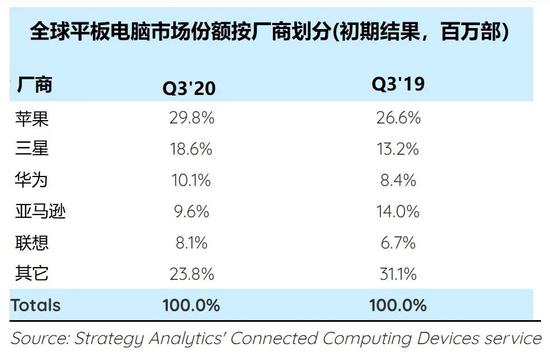 全球平板电脑市场份额按厂商划分(初期结果，百万部)
厂商 Q3'20 Q3'19
苹果 29.8% 26.6%
三星 18.6% 13.2%
华为 10.1% 8.4%
亚马逊 9.6% 14.0%
联想 8.1% 6.7%
其它 23.8% 31.1%
Totals 100.0% 100.0%
Source: Strategy Analytics' Connected Computing Devices service